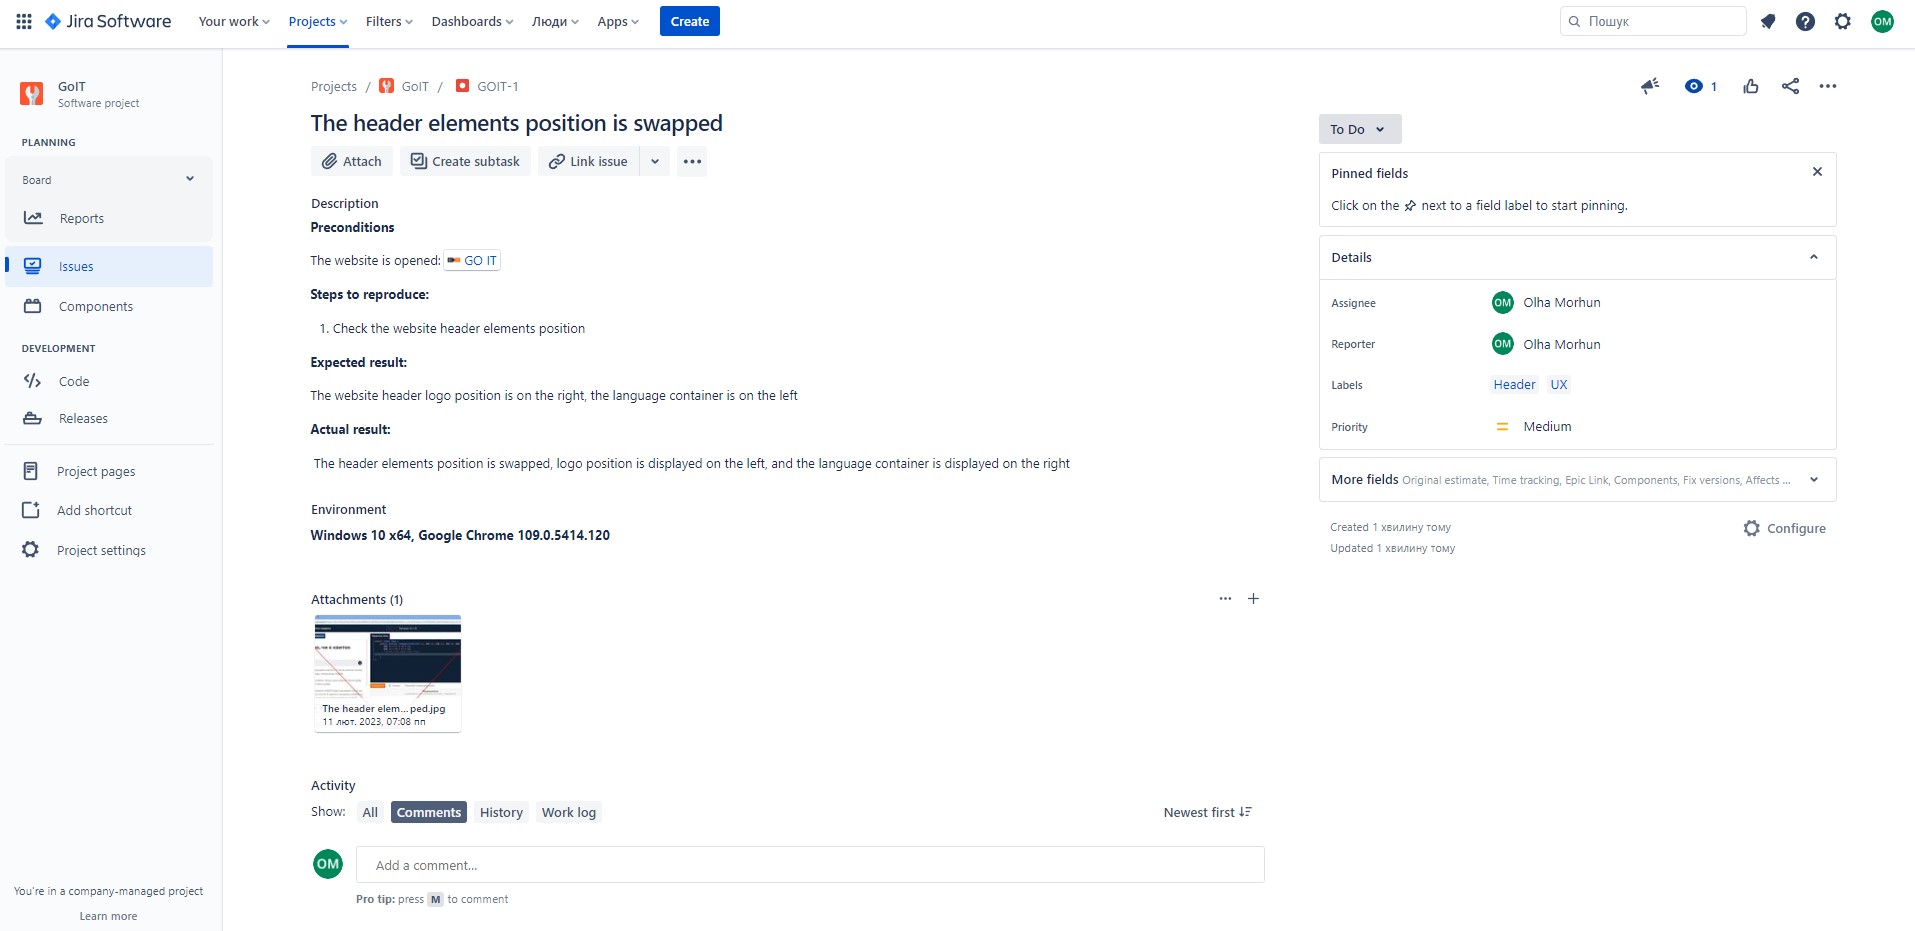 Jira Software
Your work
Projects
Filters
Dashboards
Люди
Apps
Create
Пошук
OM
GoIT
Software project
PLANNING
Board
Reports
Issues
Components
DEVELOPMENT
Code
Releases
Project pages
Add shortcut
Project settings
You're in a company-managed project
Learn more
Projects / GoIT / GOIT-1
The header elements position is swapped
Attach
Create subtask
Link issue
Description
Preconditions
The website is opened: GO IT
Steps to reproduce:
1. Check the website header elements position
Expected result:
The website header logo position is on the right, the language container is on the left
Actual result:
The header elements position is swapped, logo position is displayed on the left, and the language container is displayed on the right
Environment
Windows 10 x64, Google Chrome 109.0.5414.120
Attachments (1)
The header elem... ped.jpg
11 лют. 2023, 07:08 пп
Activity
Show: All Comments History Work log
Newest first
OM
Add a comment...
Pro tip: press M to comment
1
To Do
Pinned fields
Click on the next to a field label to start pinning.
Details
Assignee OM Olha Morhun
Reporter OM Olha Morhun
Labels Header UX
Priority Medium
More fields Original estimate, Time tracking, Epic Link, Components, Fix versions, Affects ...
Created 1 хвилину тому
Updated 1 хвилину тому
Configure